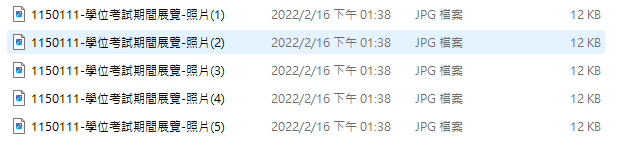 1150111-學位考試期間展覽-照片(1) 2022/2/16 下午 01:38 JPG 檔案 12 KB
1150111-學位考試期間展覽-照片(2) 2022/2/16 下午 01:38 JPG 檔案 12 KB
1150111-學位考試期間展覽-照片(3) 2022/2/16 下午 01:38 JPG 檔案 12 KB
1150111-學位考試期間展覽-照片(4) 2022/2/16 下午 01:38 JPG 檔案 12 KB
1150111-學位考試期間展覽-照片(5) 2022/2/16 下午 01:38 JPG 檔案 12 KB